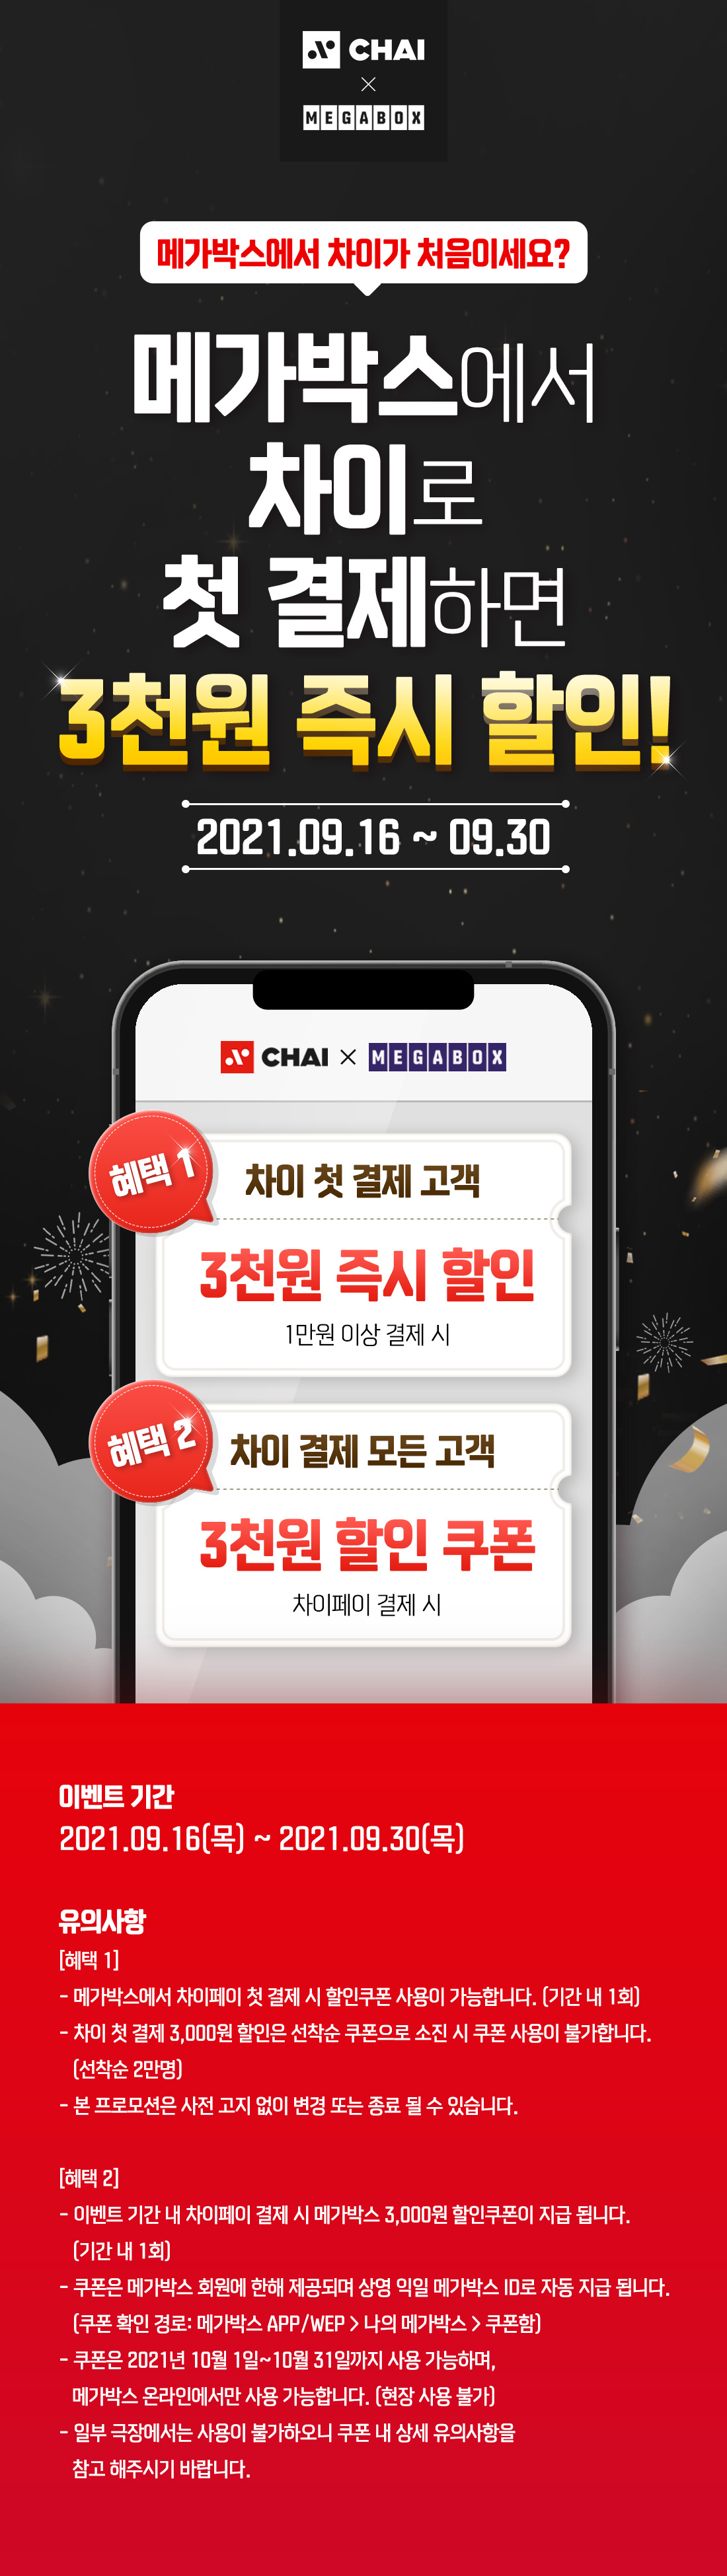 CHAI
×
MEGABOX
메가박스에서 차이가 처음이세요?
메가박스에서
차이로
첫 결제하면
3천원 즉시 할인!
2021.09.16 ~ 09.30
CHAI × MEGABOX
혜택 1
차이 첫 결제 고객
3천원 즉시 할인
1만원 이상 결제 시
혜택 2
차이 결제 모든 고객
3천원 할인 쿠폰
차이페이 결제 시
이벤트 기간
2021.09.16(목) ~ 2021.09.30(목)
유의사항
[혜택 1]
- 메가박스에서 차이페이 첫 결제 시 할인쿠폰 사용이 가능합니다. (기간 내 1회)
- 차이 첫 결제 3,000원 할인은 선착순 쿠폰으로 소진 시 쿠폰 사용이 불가합니다.
(선착순 2만명)
- 본 프로모션은 사전 고지 없이 변경 또는 종료 될 수 있습니다.
[혜택 2]
- 이벤트 기간 내 차이페이 결제 시 메가박스 3,000원 할인쿠폰이 지급 됩니다.
(기간 내 1회)
- 쿠폰은 메가박스 회원에 한해 제공되며 상영 익일 메가박스 ID로 자동 지급 됩니다.
(쿠폰 확인 경로: 메가박스 APP/WEP > 나의 메가박스 > 쿠폰함)
- 쿠폰은 2021년 10월 1일~10월 31일까지 사용 가능하며,
메가박스 온라인에서만 사용 가능합니다. (현장 사용 불가)
- 일부 극장에서는 사용이 불가하오니 쿠폰 내 상세 유의사항을
참고 해주시기 바랍니다.